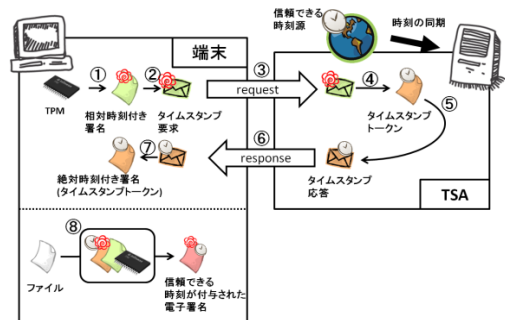 信頼できる
時刻源
時刻の同期
端末
①
②
③
request
④
⑤
TPM
相対時刻付き
署名
タイムスタンプ
要求
タイムスタンプ
トークン
⑥
response
⑦
絶対時刻付き署名
(タイムスタンプトークン)
タイムスタンプ
応答
TSA
⑧
ファイル
信頼できる
時刻が付与された
電子署名